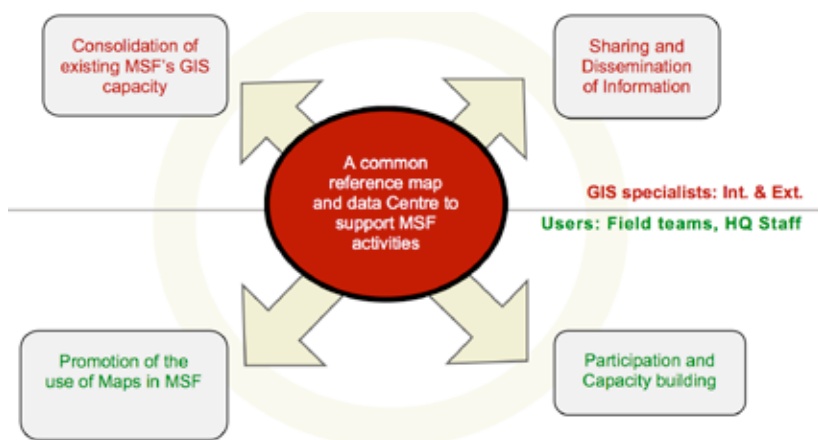 Consolidation of
existing MSF's GIS
capacity
Sharing and
Dissemination
of Information
A common
reference map
and data Centre to
support MSF
activities
GIS specialists: Int. & Ext.
Users: Field teams, HQ Staff
Promotion of the
use of Maps in MSF
Participation and
Capacity building